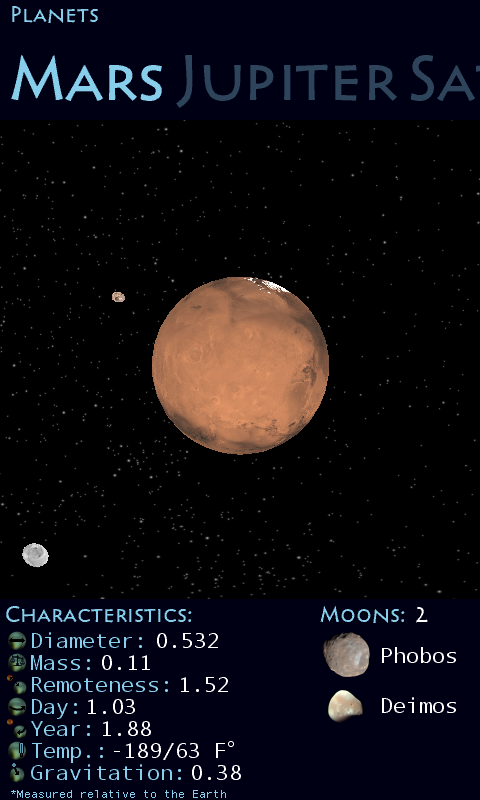 Planets
Mars Jupiter Sa
Characteristics:
Diameter: 0.532
Mass: 0.11
Remoteness: 1.52
Day: 1.03
Year: 1.88
Temp.: -189/63 F°
Gravitation: 0.38
*Measured relative to the Earth
Moons: 2
Phobos
Deimos